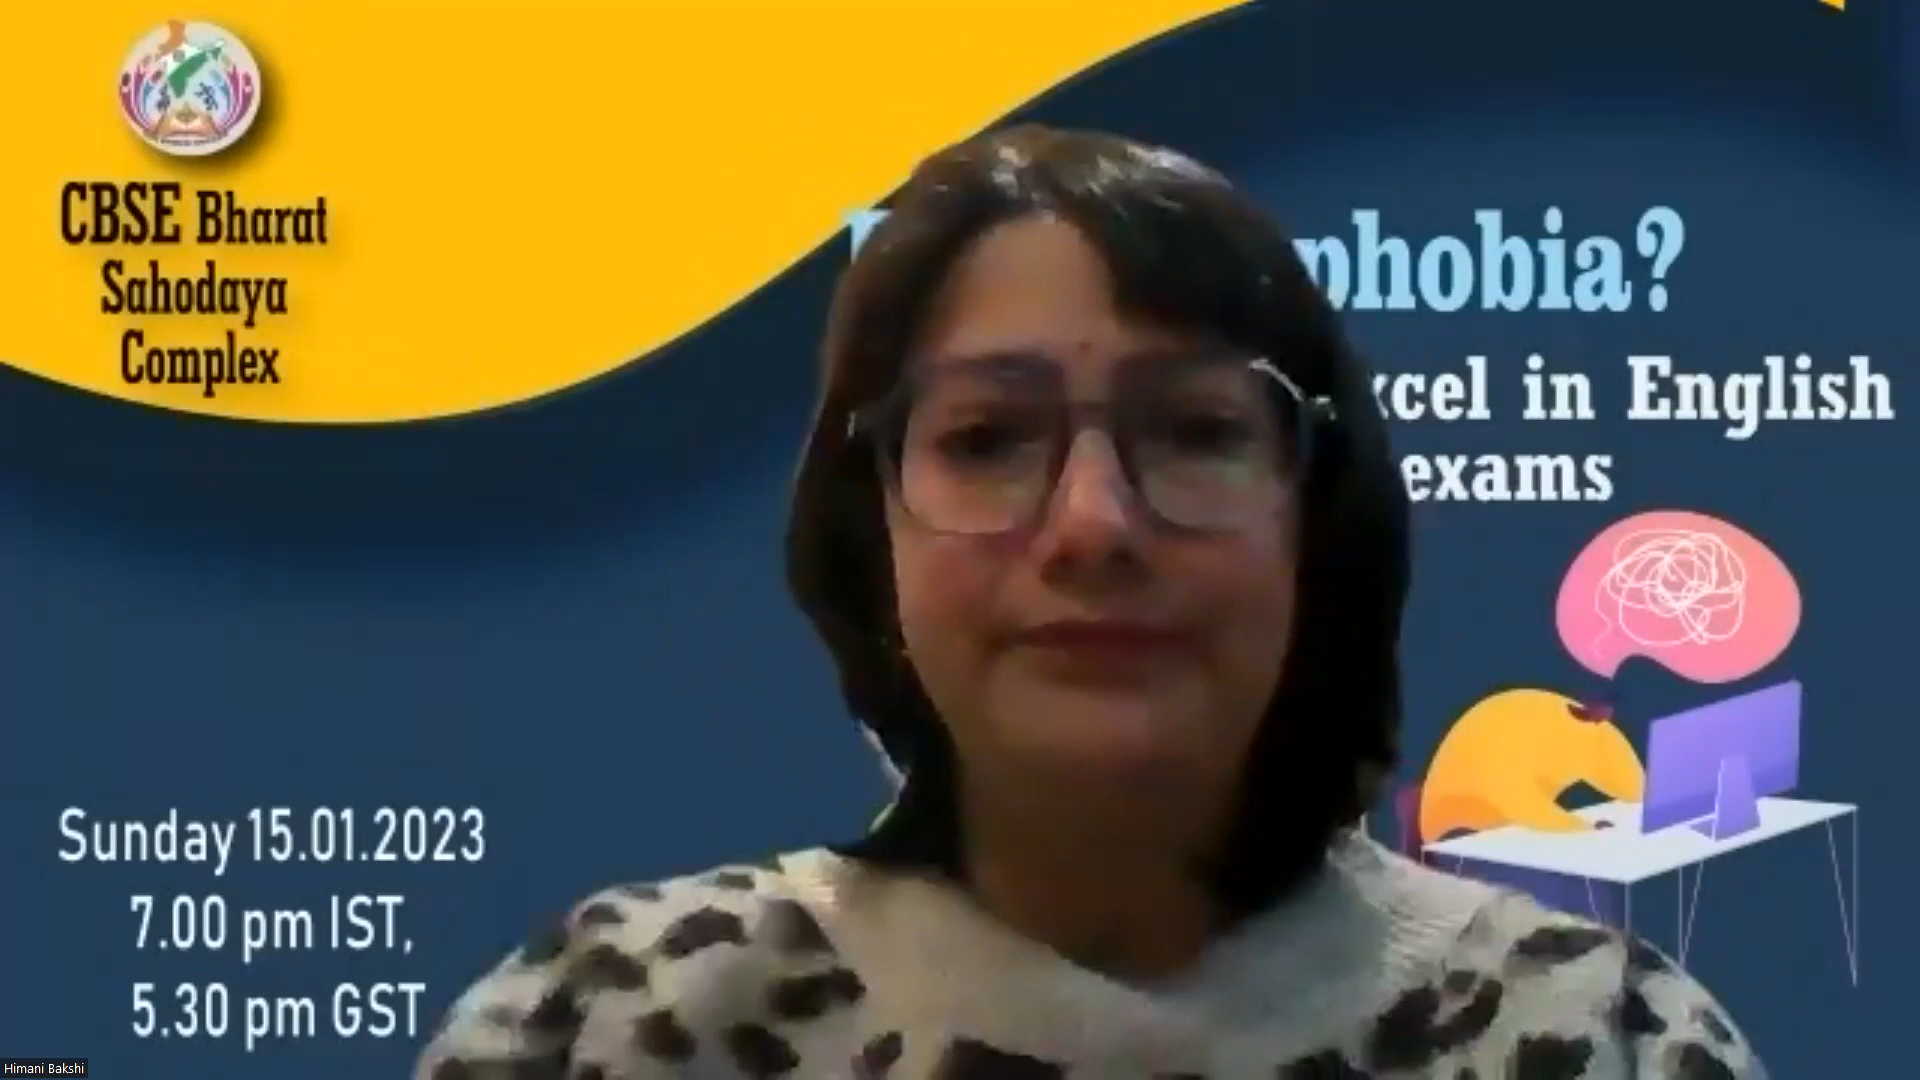 CBSE Bharat
Sahodaya
Complex
phobia?
xcel in English
exams
Sunday 15.01.2023
7.00 pm IST,
5.30 pm GST
Himani Bakshi